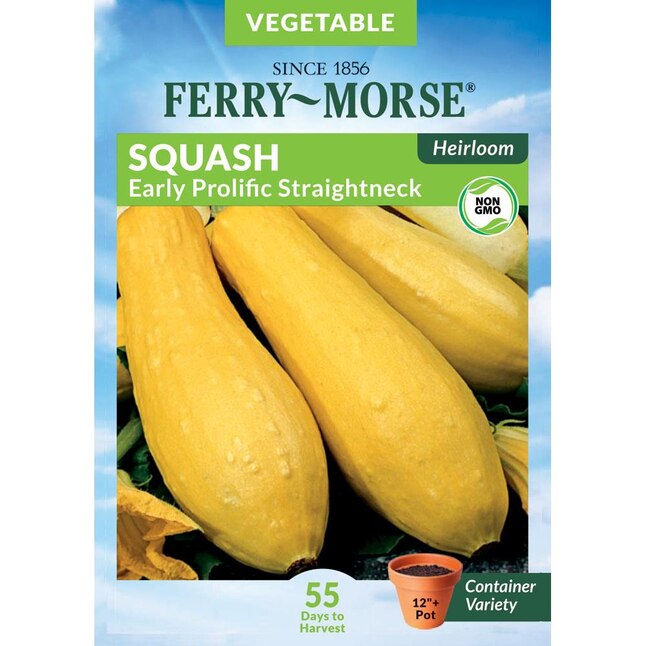 VEGETABLE
SINCE 1856
FERRY~MORSE®
SQUASH
Heirloom
Early Prolific Straightneck
NON
GMO
55
Days to
Harvest
12"+
Pot
Container
Variety